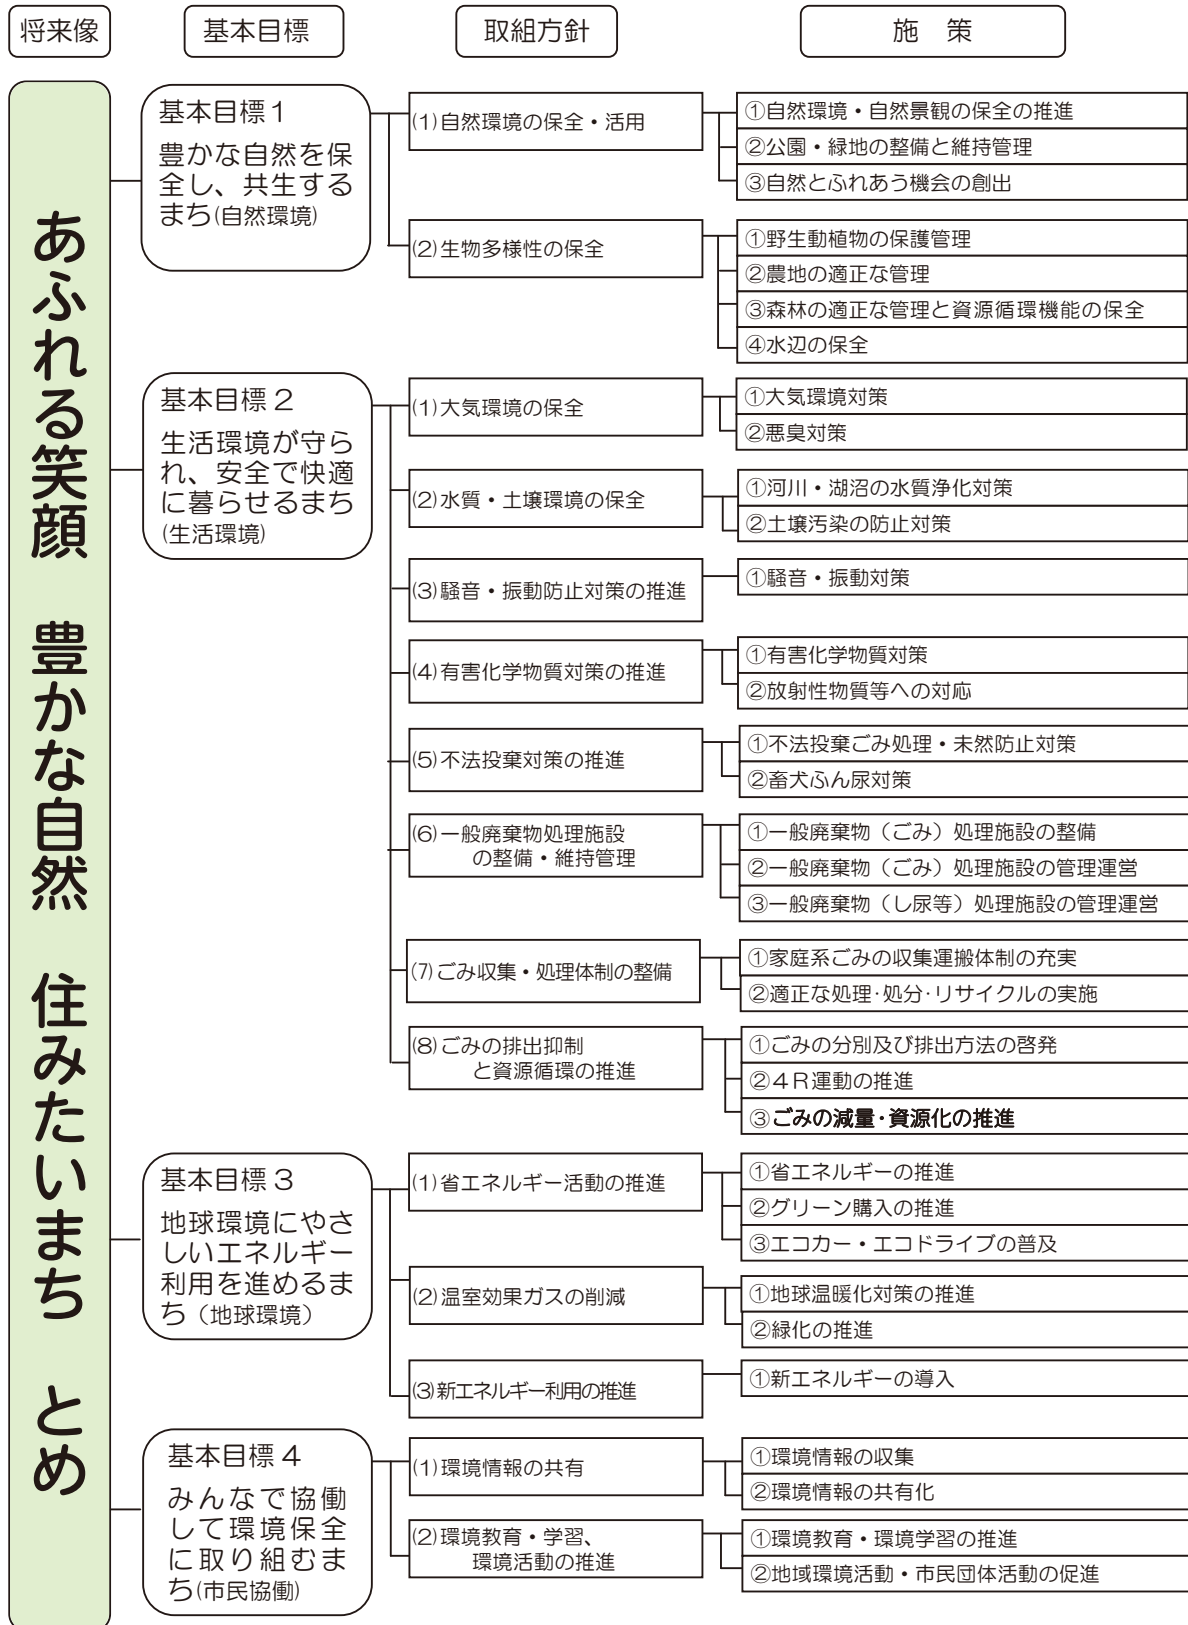 将来像
基本目標
取組方針
施　策
あふれる笑顔　豊かな自然　住みたいまち　とめ
基本目標1
豊かな自然を保
全し、共生する
まち(自然環境)
(1)自然環境の保全・活用
①自然環境・自然景観の保全の推進
②公園・緑地の整備と維持管理
③自然とふれあう機会の創出
(2)生物多様性の保全
①野生動植物の保護管理
②農地の適正な管理
③森林の適正な管理と資源循環機能の保全
④水辺の保全
基本目標2
生活環境が守ら
れ、安全で快適
に暮らせるまち
(生活環境)
(1)大気環境の保全
①大気環境対策
②悪臭対策
(2)水質・土壌環境の保全
①河川・湖沼の水質浄化対策
②土壌汚染の防止対策
(3)騒音・振動防止対策の推進
①騒音・振動対策
(4)有害化学物質対策の推進
①有害化学物質対策
②放射性物質等への対応
(5)不法投棄対策の推進
①不法投棄ごみ処理・未然防止対策
②畜犬ふん尿対策
(6)一般廃棄物処理施設
の整備・維持管理
①一般廃棄物（ごみ）処理施設の整備
②一般廃棄物（ごみ）処理施設の管理運営
③一般廃棄物（し尿等）処理施設の管理運営
(7)ごみ収集・処理体制の整備
①家庭系ごみの収集運搬体制の充実
②適正な処理・処分・リサイクルの実施
(8)ごみの排出抑制
と資源循環の推進
①ごみの分別及び排出方法の啓発
②4R運動の推進
③ごみの減量・資源化の推進
基本目標3
地球環境にやさ
しいエネルギー
利用を進めるま
ち（地球環境）
(1)省エネルギー活動の推進
①省エネルギーの推進
②グリーン購入の推進
③エコカー・エコドライブの普及
(2)温室効果ガスの削減
①地球温暖化対策の推進
②緑化の推進
(3)新エネルギー利用の推進
①新エネルギーの導入
基本目標4
みんなで協働
して環境保全
に取り組むま
ち(市民協働)
(1)環境情報の共有
①環境情報の収集
②環境情報の共有化
(2)環境教育・学習、
環境活動の推進
①環境教育・環境学習の推進
②地域環境活動・市民団体活動の促進